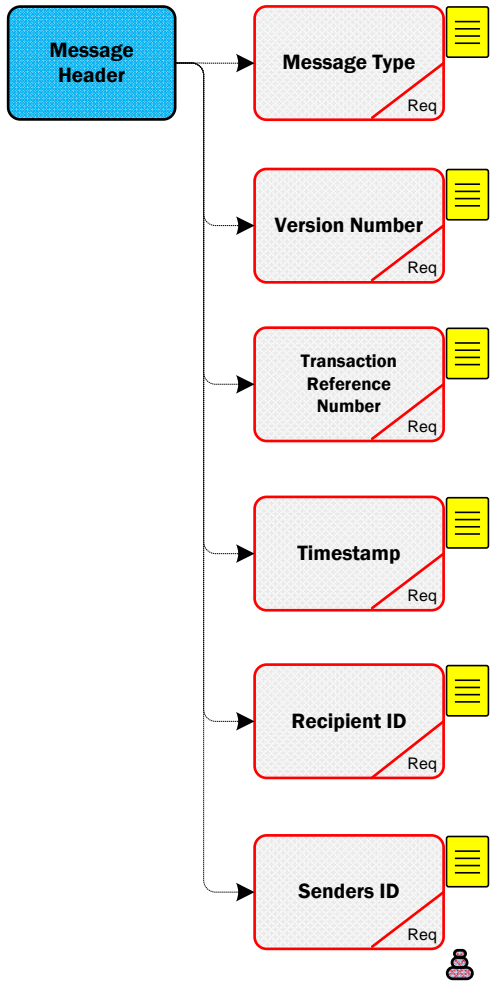 Message
Header
Message Type
Req
Version Number
Req
Transaction
Reference
Number
Req
Timestamp
Req
Recipient ID
Req
Senders ID
Req